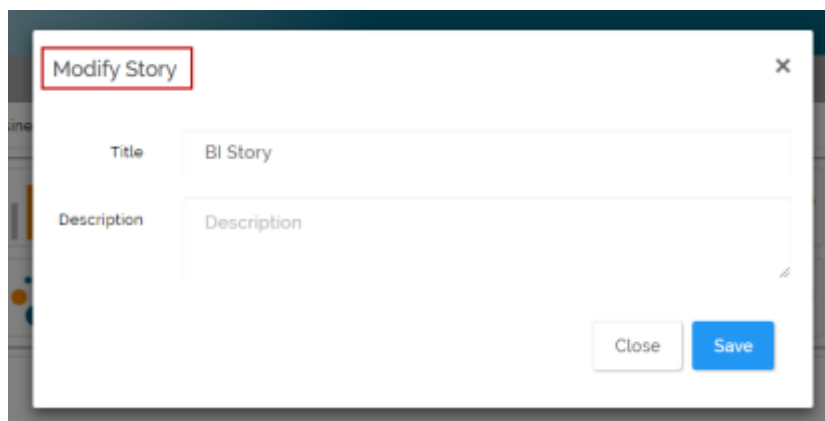 Modify Story
×
Title
BI Story
Description
Description
Close
Save